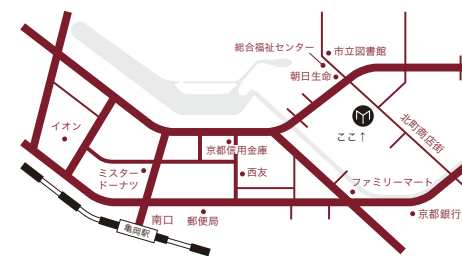 総合福祉センター
市立図書館
朝日生命
イオン
ここ↑
北町商店街
京都信用金庫
ミスター
ドーナツ
西友
ファミリーマート
南口
郵便局
京都銀行
亀岡駅